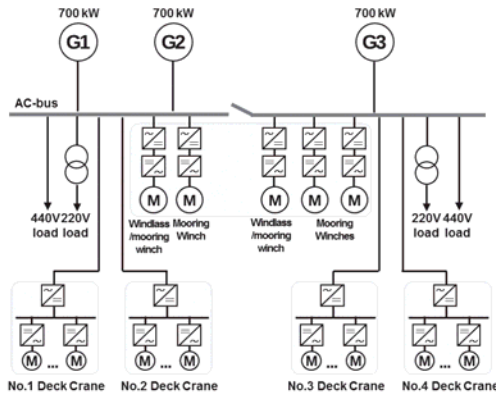 700 kW 700 kW 700 kW
G1 G2 G3
AC-bus
M M M M M
440V 220V Windlass Mooring Windlass Mooring 220V 440V
load load /mooring Winch /mooring Winches load load
winch winch
M ... M M ... M M ... M M ... M
No.1 Deck Crane No.2 Deck Crane No.3 Deck Crane No.4 Deck Crane